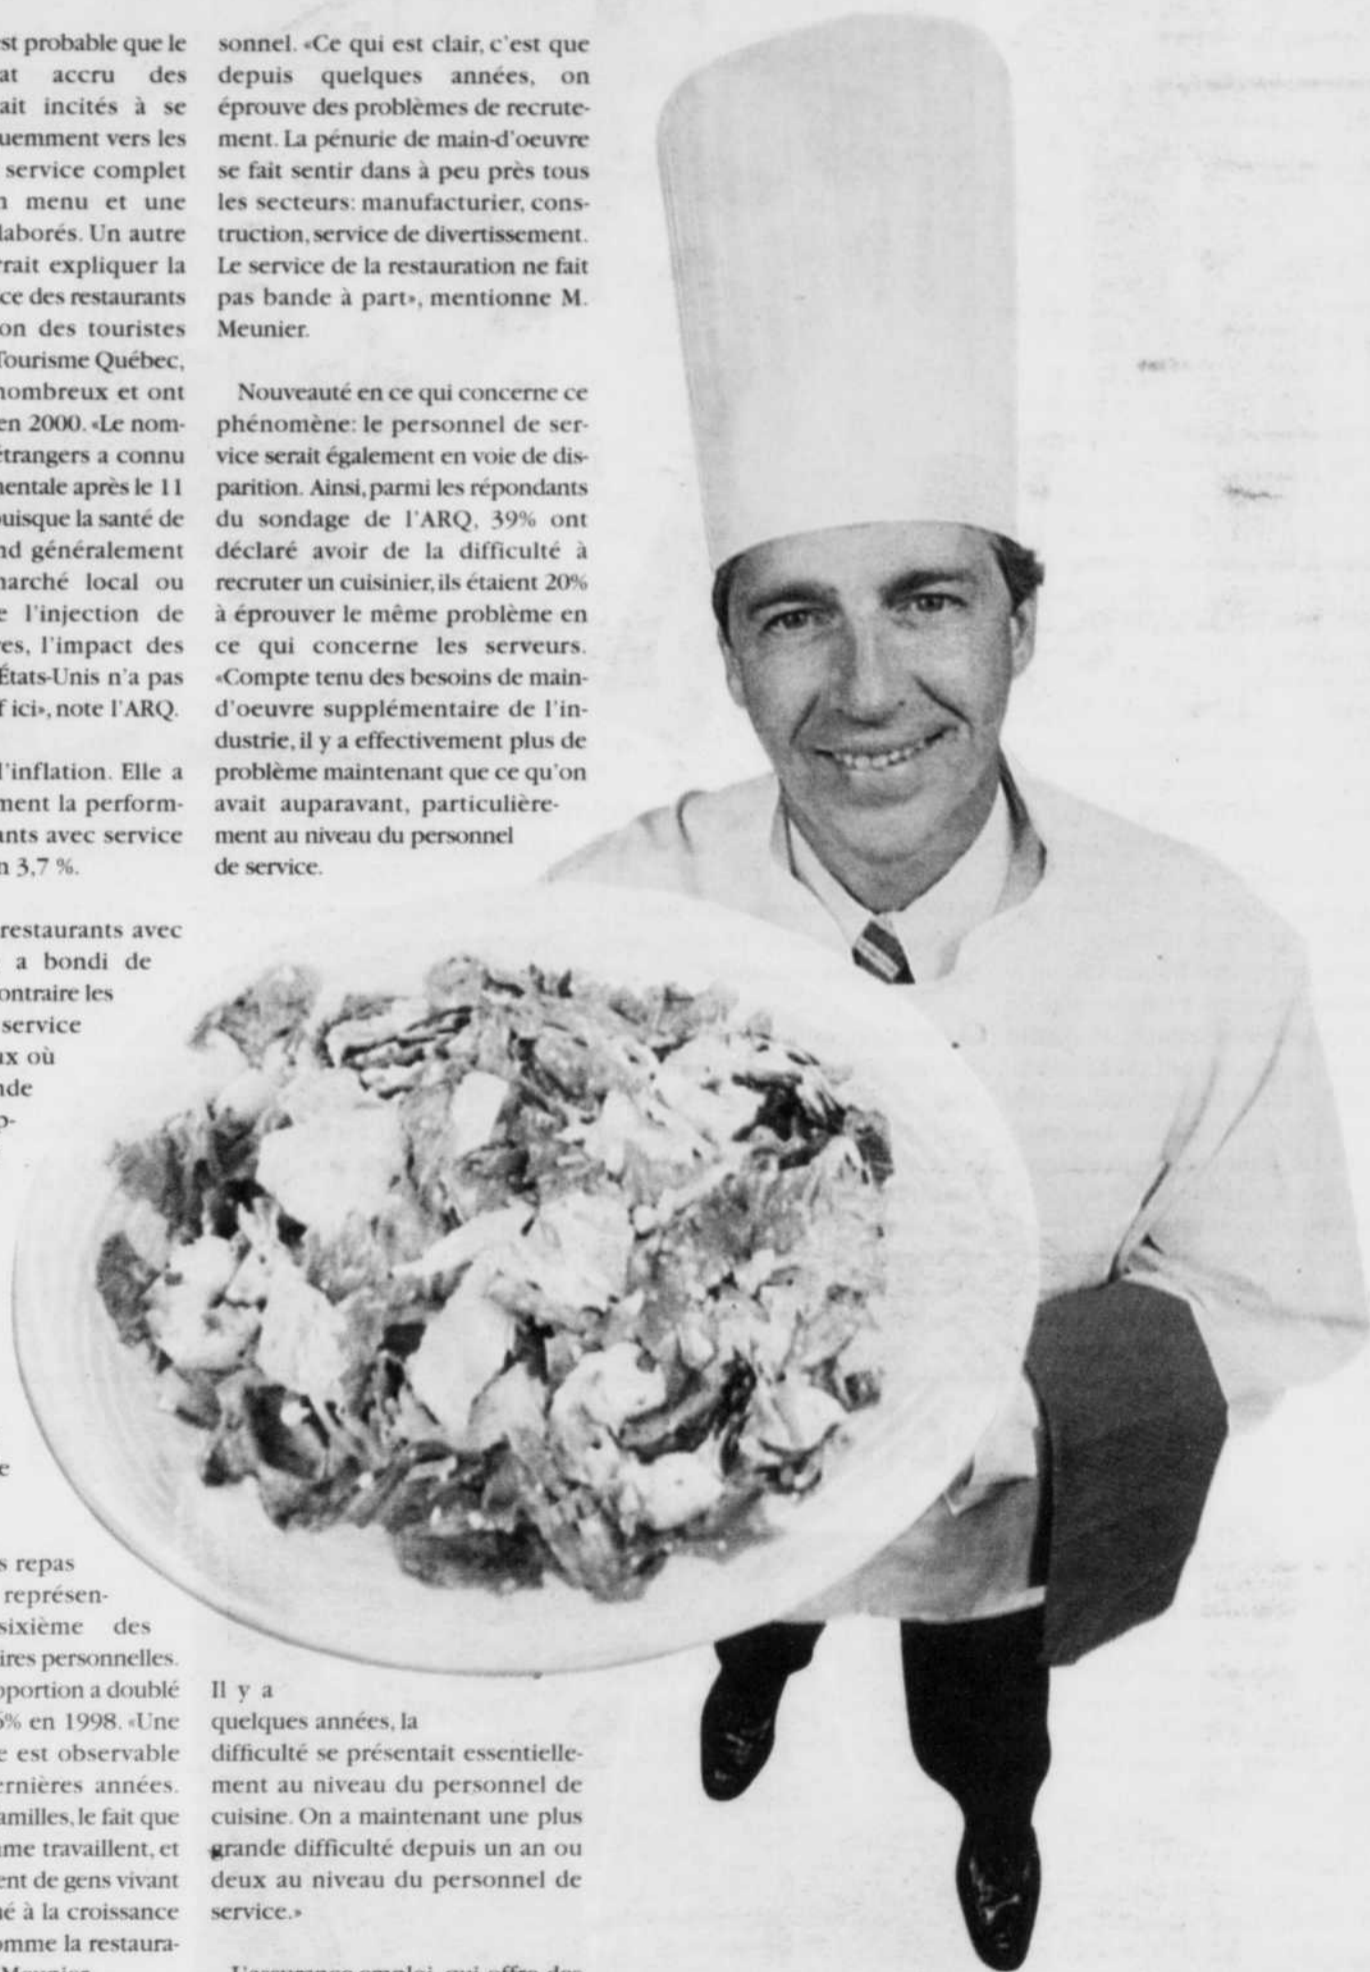 st probable que le
at accru des
ait incités à se
uemment vers les
service complet
n menu et une
laborés. Un autre
rait expliquer la
ce des restaurants
on des touristes
Tourisme Québec,
nombreux et ont
en 2000. «Le nom-
étrangers a connu
mentale après le 11
puisque la santé de
nd généralement
marché local ou
e l'injection de
res, l'impact des
États-Unis n'a pas
f ici», note l'ARQ.
l'inflation. Elle a
ment la perform-
ants avec service
n 3,7 %.
restaurants avec
a bondi de
ontraire les
service
ux où
nde
p-
e
s repas
représen-
sixième des
ires personnelles.
oportion a doublé
6% en 1998. «Une
e est observable
ernières années.
amilles, le fait que
me travaillent, et
ent de gens vivant
é à la croissance
omme la restaura-
Meunier.
sonnel. «Ce qui est clair, c'est que
depuis quelques années, on
éprouve des problèmes de recrute-
ment. La pénurie de main-d'oeuvre
se fait sentir dans à peu près tous
les secteurs: manufacturier, cons-
truction, service de divertissement.
Le service de la restauration ne fait
pas bande à part», mentionne M.
Meunier.
Nouveauté en ce qui concerne ce
phénomène: le personnel de ser-
vice serait également en voie de dis-
parition. Ainsi, parmi les répondants
du sondage de l'ARQ, 39% ont
déclaré avoir de la difficulté à
recruter un cuisinier, ils étaient 20%
à éprouver le même problème en
ce qui concerne les serveurs.
«Compte tenu des besoins de main-
d'oeuvre supplémentaire de l'in-
dustrie, il y a effectivement plus de
problème maintenant que ce qu'on
avait auparavant, particulière-
ment au niveau du personnel
de service.
Il y a
quelques années, la
difficulté se présentait essentielle-
ment au niveau du personnel de
cuisine. On a maintenant une plus
grande difficulté depuis un an ou
deux au niveau du personnel de
service.»
L'assurance-emploi, qui offre des